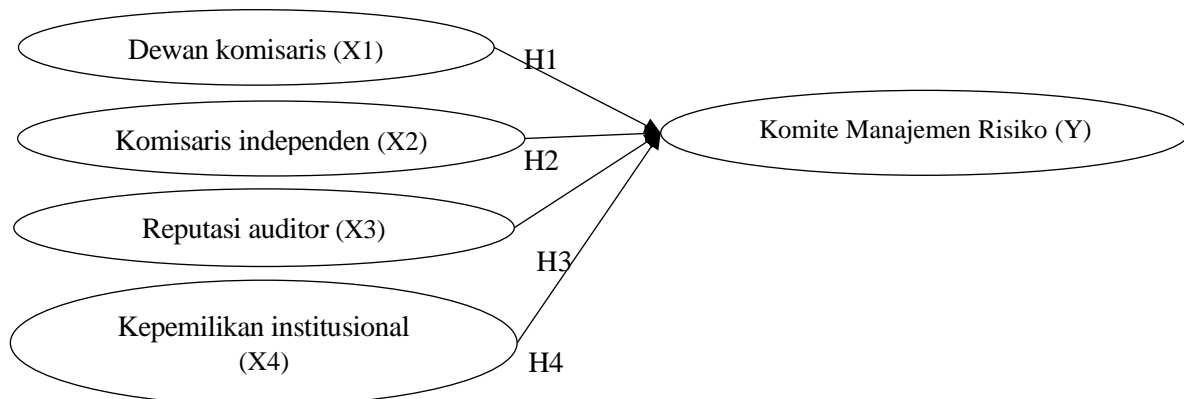 Dewan komisaris (X1)
H1
Komisaris independen (X2)
Komite Manajemen Risiko (Y)
H2
Reputasi auditor (X3)
H3
Kepemilikan institusional
(X4)
H4